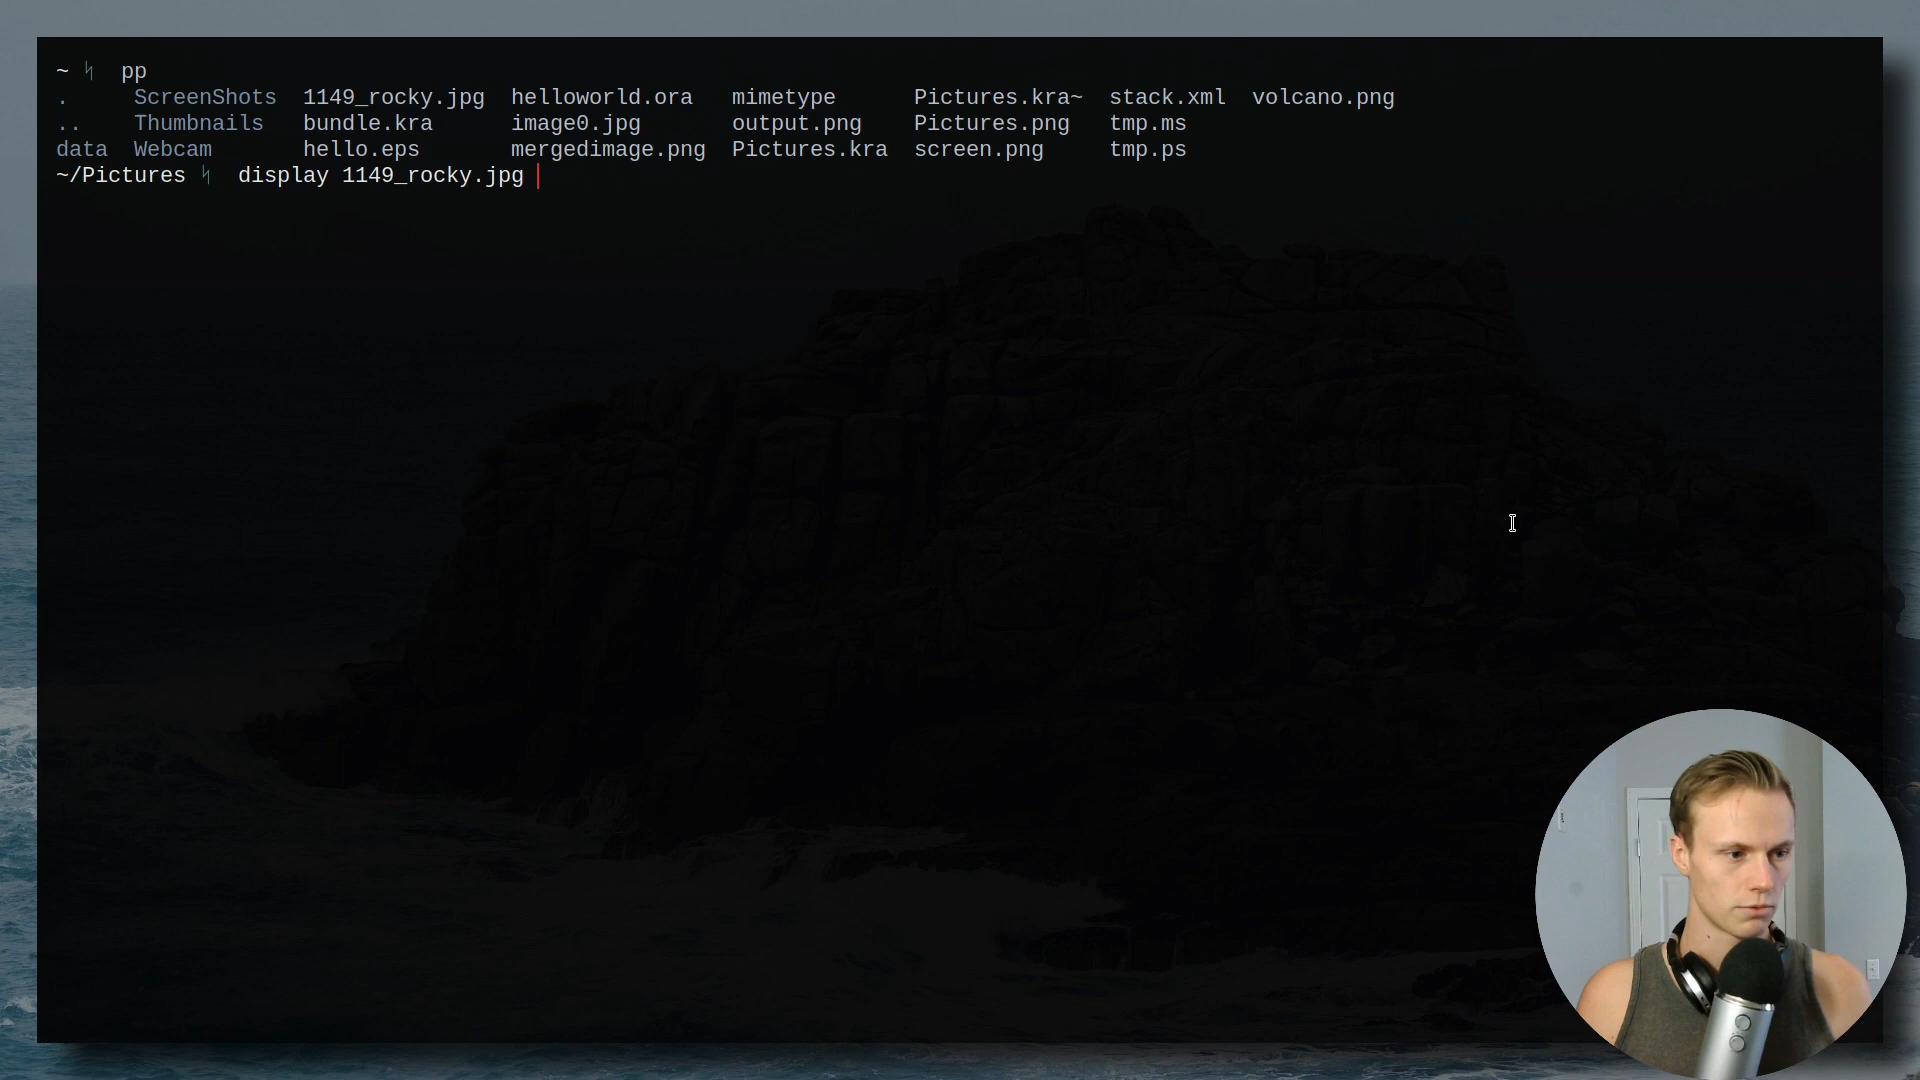 ~ ᛋ  pp
.     ScreenShots  1149_rocky.jpg  helloworld.ora   mimetype      Pictures.kra~  stack.xml  volcano.png
..    Thumbnails   bundle.kra      image0.jpg       output.png    Pictures.png   tmp.ms
data  Webcam       hello.eps       mergedimage.png  Pictures.kra  screen.png     tmp.ps
~/Pictures ᛋ  display 1149_rocky.jpg